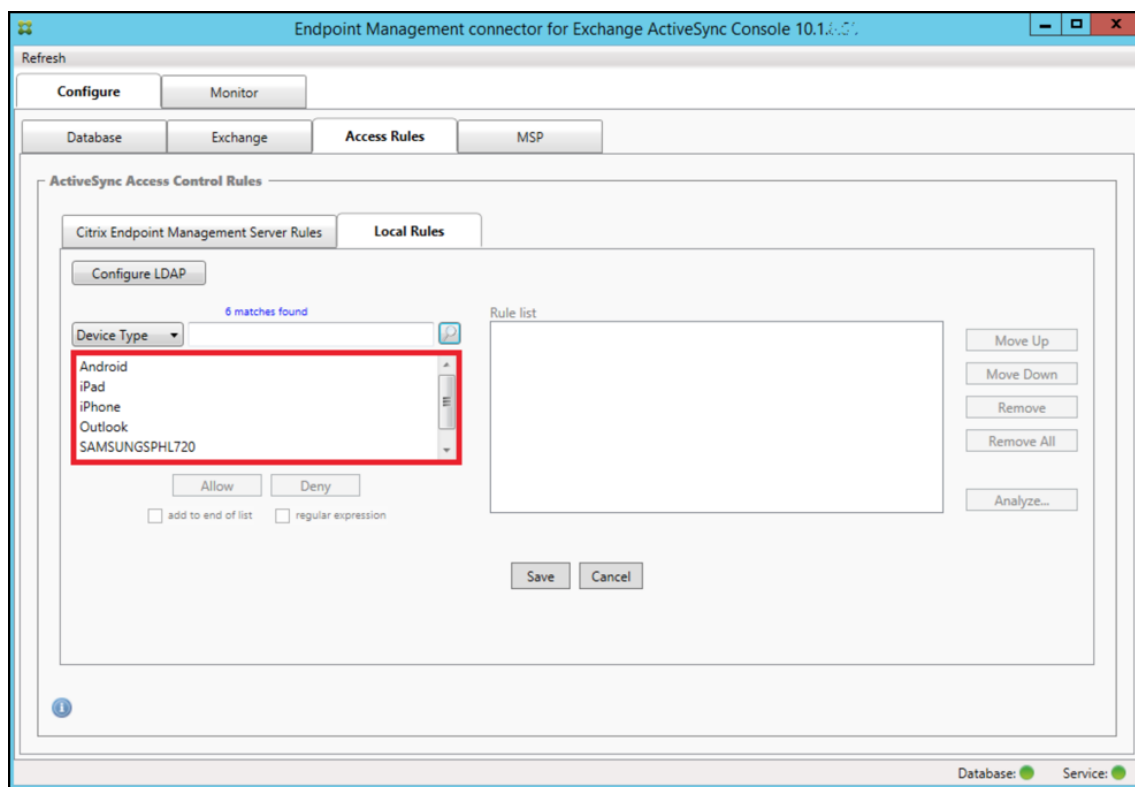 Endpoint Management connector for Exchange ActiveSync Console 10.1.
Refresh
Configure Monitor
Database Exchange Access Rules MSP
ActiveSync Access Control Rules
Citrix Endpoint Management Server Rules Local Rules
Configure LDAP
6 matches found
Rule list
Device Type
Move Up
Android
iPad
Move Down
iPhone
Remove
Outlook
SAMSUNGSPHL720
Remove All
Allow Deny
Analyze...
add to end of list regular expression
Save Cancel
Database: Service: